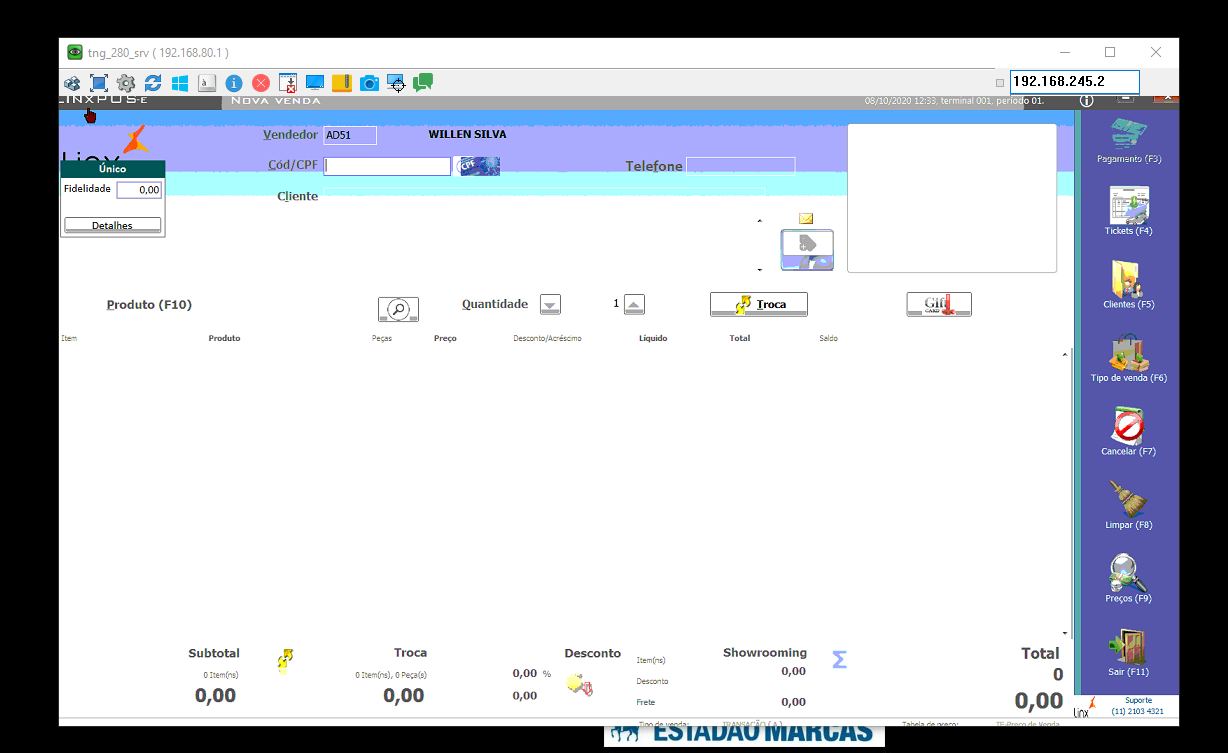 tng_280_srv ( 192.168.80.1 )
192.168.245.2
LINXPOS-E
NOVA VENDA
08/10/2020 12:33, terminal 001, período 01.
Linx
Vendedor AD51 WILLEN SILVA
Cód/CPF CPF Telefone
Cliente
Único
Fidelidade 0,00
Detalhes
Pagamento (F3)
Tickets (F4)
Clientes (F5)
Tipo de venda (F6)
Cancelar (F7)
Limpar (F8)
Preços (F9)
Sair (F11)
Produto (F10) Quantidade 1 Troca Gift CARD
Item Produto Peças Preço Desconto/Acréscimo Líquido Total Saldo
Subtotal
0 Item(ns)
0,00
Troca
0 Item(ns), 0 Peça(s)
0,00
Desconto
0,00 %
0,00
Showrooming
Item(ns) 0,00
Desconto
Frete 0,00
Σ
Total
0
0,00
Linx
Suporte
(11) 2103 4321
Tipo de venda: TRANSAÇÃO ( A ) Tabela de preço:
ESTADÃO MARCAS